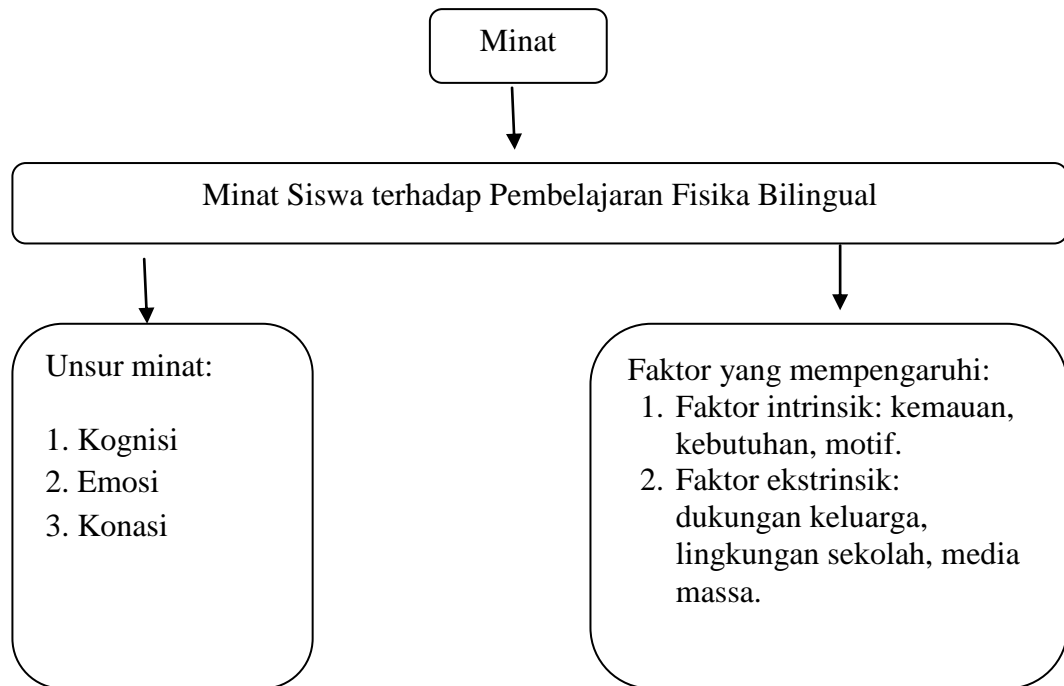 Minat
Minat Siswa terhadap Pembelajaran Fisika Bilingual
Unsur minat:
1. Kognisi
2. Emosi
3. Konasi
Faktor yang mempengaruhi:
1. Faktor intrinsik: kemauan,
kebutuhan, motif.
2. Faktor ekstrinsik:
dukungan keluarga,
lingkungan sekolah, media
massa.